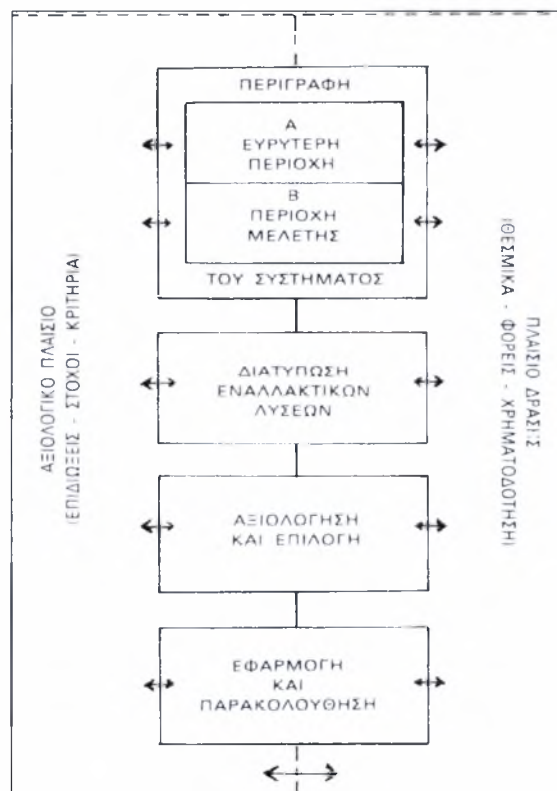 ΠΕΡΙΓΡΑΦΗ
Α
ΕΥΡΥΤΕΡΗ
ΠΕΡΙΟΧΗ
Β
ΠΕΡΙΟΧΗ
ΜΕΛΕΤΗΣ
ΤΟΥ ΣΥΣΤΗΜΑΤΟΣ
ΔΙΑΤΥΠΩΣΗ
ΕΝΑΛΛΑΚΤΙΚΩΝ
ΛΥΣΕΩΝ
ΑΞΙΟΛΟΓΗΣΗ
ΚΑΙ ΕΠΙΛΟΓΗ
ΕΦΑΡΜΟΓΗ
ΚΑΙ
ΠΑΡΑΚΟΛΟΥΘΗΣΗ
ΑΞΙΟΛΟΓΙΚΟ ΠΛΑΙΣΙΟ
(ΕΠΙΔΙΩΞΕΙΣ - ΣΤΟΧΟΙ - ΚΡΙΤΗΡΙΑ)
ΠΛΑΙΣΙΟ ΔΡΑΣΗΣ
(ΘΕΣΜΙΚΑ - ΦΟΡΕΙΣ - ΧΡΗΜΑΤΟΔΟΤΗΣΗ)